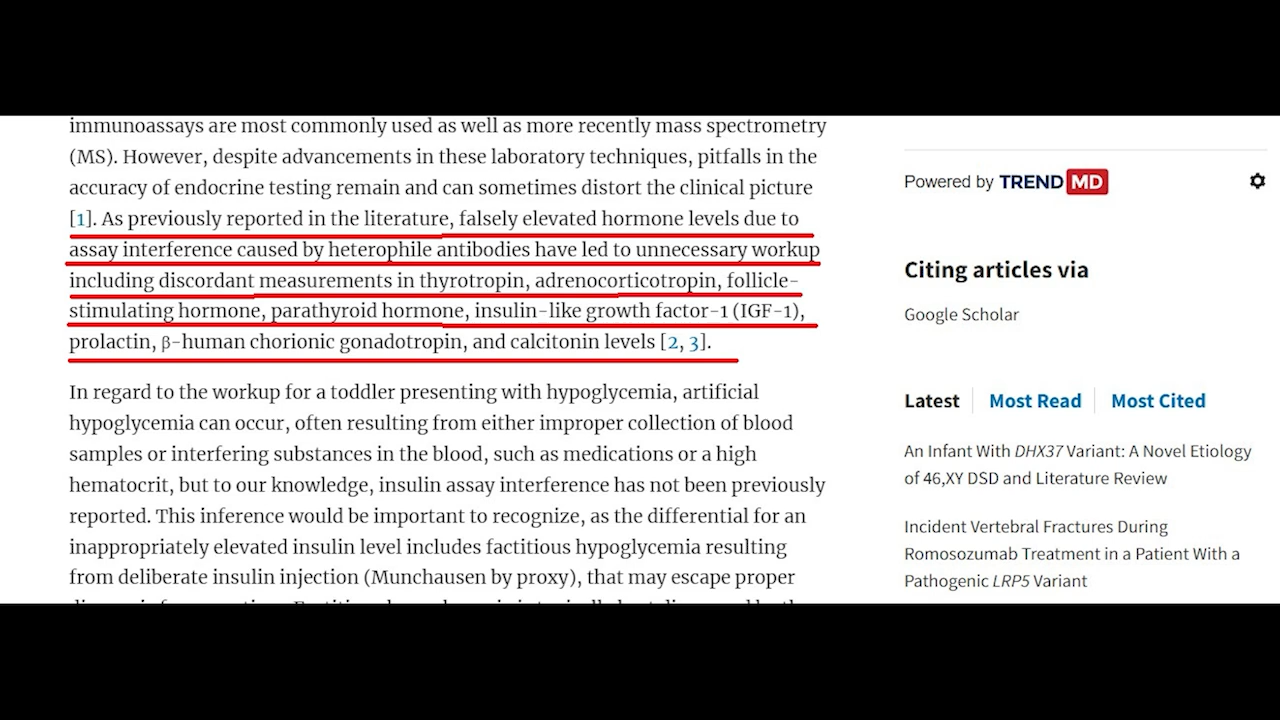 immunoassays are most commonly used as well as more recently mass spectrometry
(MS). However, despite advancements in these laboratory techniques, pitfalls in the
accuracy of endocrine testing remain and can sometimes distort the clinical picture
[1]. As previously reported in the literature, falsely elevated hormone levels due to
assay interference caused by heterophile antibodies have led to unnecessary workup
including discordant measurements in thyrotropin, adrenocorticotropin, follicle-
stimulating hormone, parathyroid hormone, insulin-like growth factor-1 (IGF-1),
prolactin, β-human chorionic gonadotropin, and calcitonin levels [2, 3].
In regard to the workup for a toddler presenting with hypoglycemia, artificial
hypoglycemia can occur, often resulting from either improper collection of blood
samples or interfering substances in the blood, such as medications or a high
hematocrit, but to our knowledge, insulin assay interference has not been previously
reported. This inference would be important to recognize, as the differential for an
inappropriately elevated insulin level includes factitious hypoglycemia resulting
from deliberate insulin injection (Munchausen by proxy), that may escape proper
Powered by TREND MD
Citing articles via
Google Scholar
Latest Most Read Most Cited
An Infant With DHX37 Variant: A Novel Etiology
of 46,XY DSD and Literature Review
Incident Vertebral Fractures During
Romosozumab Treatment in a Patient With a
Pathogenic LRP5 Variant